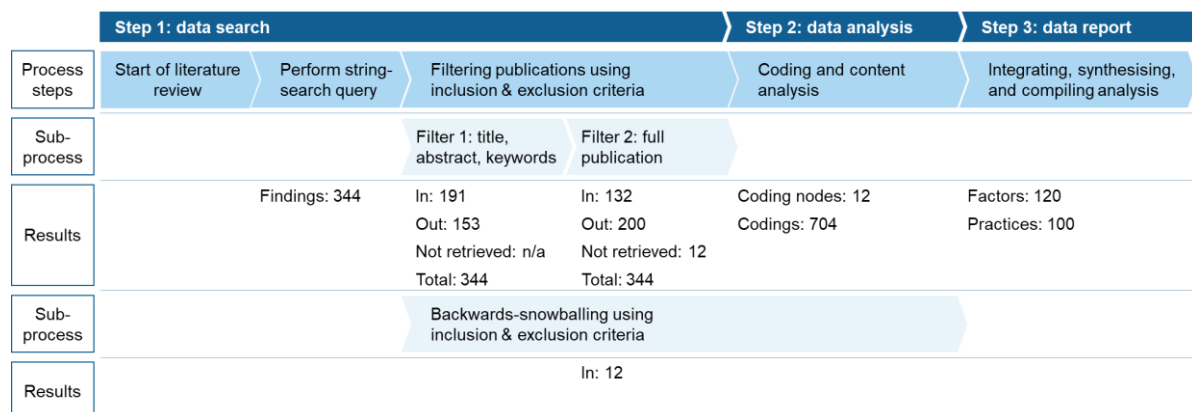 Step 1: data search
Step 2: data analysis
Step 3: data report
Process
steps
Start of literature
review
Perform string-
search query
Filtering publications using
inclusion & exclusion criteria
Coding and content
analysis
Integrating, synthesising,
and compiling analysis
Sub-
process
Filter 1: title,
abstract, keywords
Filter 2: full
publication
Results
Findings: 344
In: 191
Out: 153
Not retrieved: n/a
Total: 344
In: 132
Out: 200
Not retrieved: 12
Total: 344
Coding nodes: 12
Codings: 704
Factors: 120
Practices: 100
Sub-
process
Backwards-snowballing using
inclusion & exclusion criteria
Results
In: 12